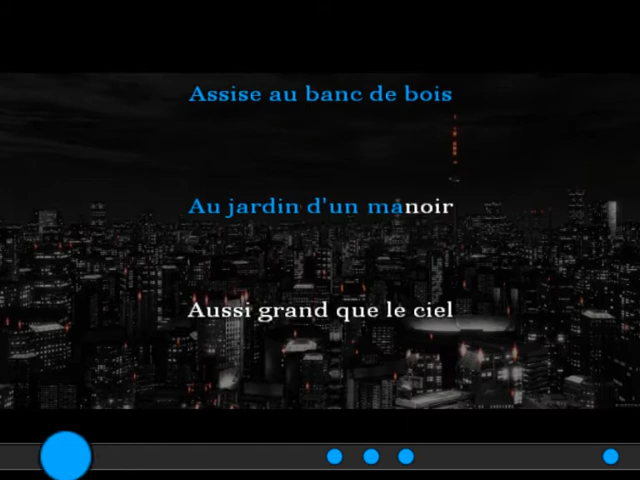 Assise au banc de bois
Au jardin d'un manoir
Aussi grand que le ciel